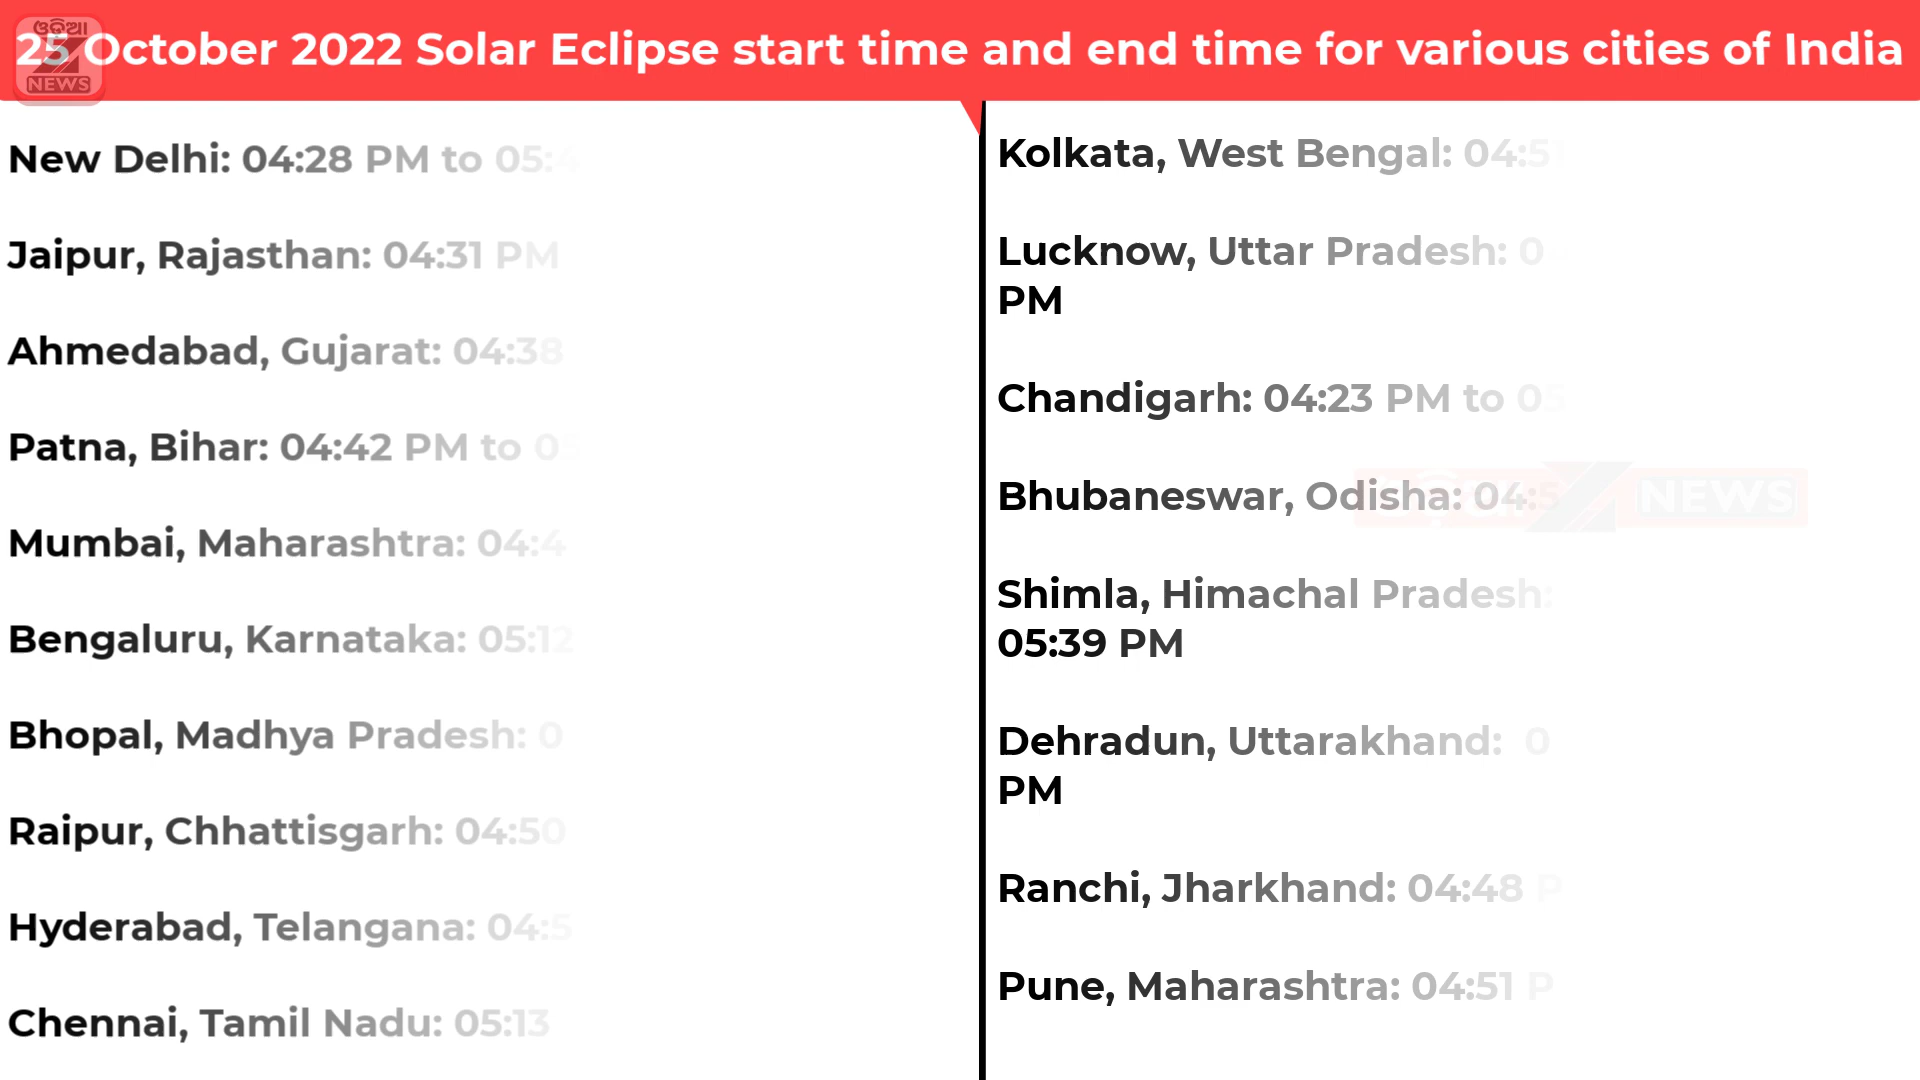 ଓଡ଼ିଆ
NEWS
25 October 2022 Solar Eclipse start time and end time for various cities of India
New Delhi: 04:28 PM to
Jaipur, Rajasthan: 04:31 PM
Ahmedabad, Gujarat: 04:38
Patna, Bihar: 04:42 PM to
Mumbai, Maharashtra:
Bengaluru, Karnataka: 05:12
Bhopal, Madhya Pradesh:
Raipur, Chhattisgarh: 04:50
Hyderabad, Telangana:
Chennai, Tamil Nadu: 05:13
Kolkata, West Bengal: 04:51
Lucknow, Uttar Pradesh:
PM
Chandigarh: 04:23 PM to
Bhubaneswar, Odisha:
NEWS
Shimla, Himachal Pradesh:
05:39 PM
Dehradun, Uttarakhand:
PM
Ranchi, Jharkhand: 04:48
Pune, Maharashtra: 04:51